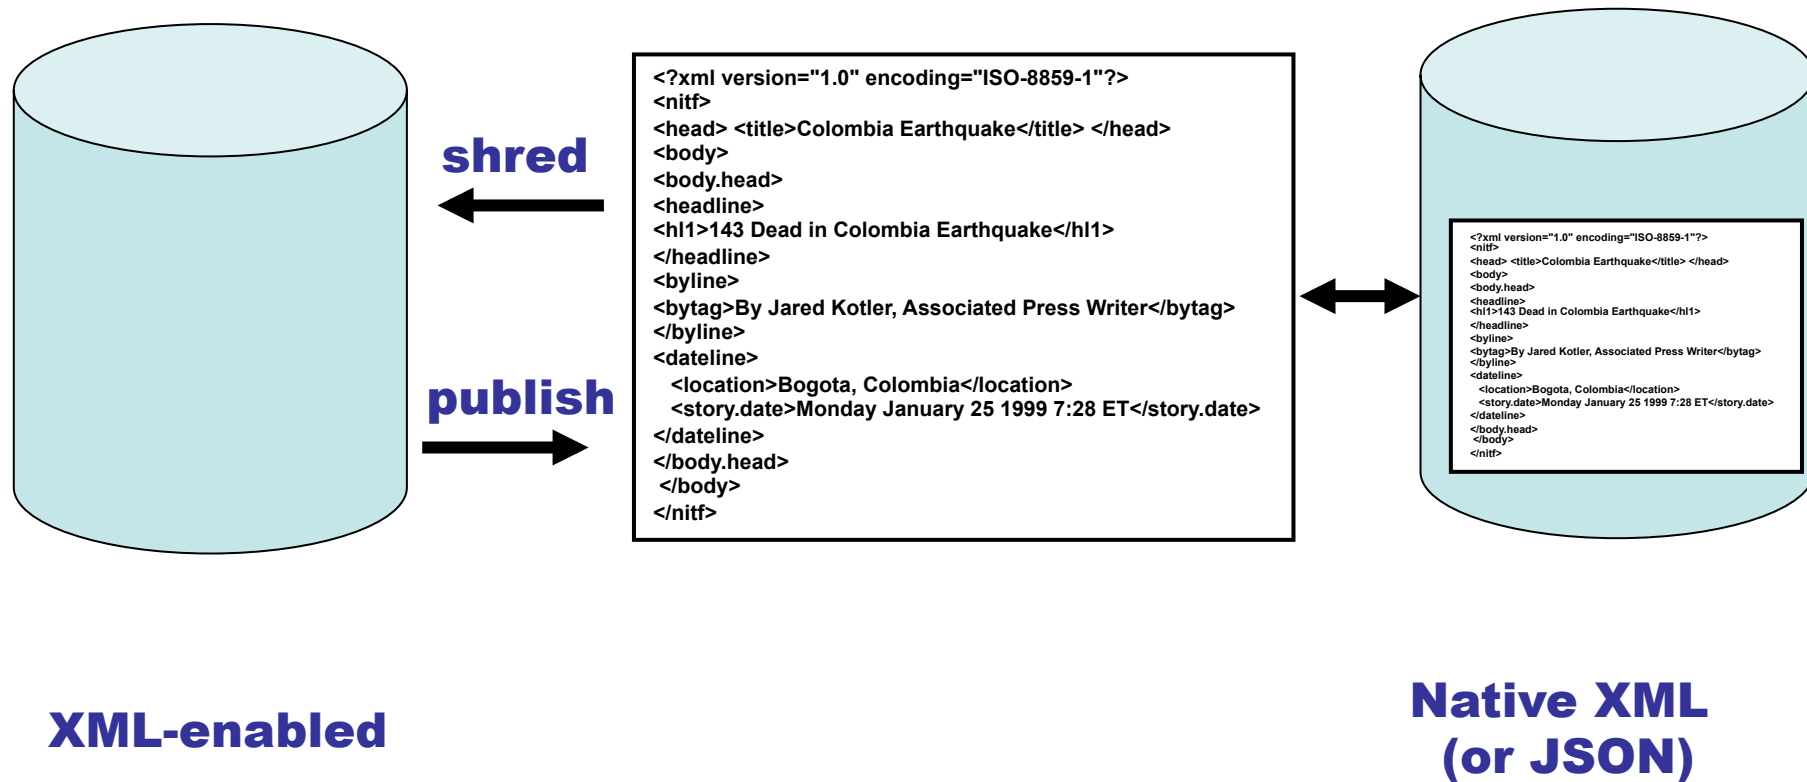 shred
publish
<?xml version="1.0" encoding="ISO-8859-1"?>
<nitf>
<head> <title>Colombia Earthquake</title> </head>
<body>
<body.head>
<headline>
<hl1>143 Dead in Colombia Earthquake</hl1>
</headline>
<byline>
<bytag>By Jared Kotler, Associated Press Writer</bytag>
</byline>
<dateline>
<location>Bogota, Colombia</location>
<story.date>Monday January 25 1999 7:28 ET</story.date>
</dateline>
</body.head>
</body>
</nitf>
<?xml version="1.0" encoding="ISO-8859-1"?>
<nitf>
<head> <title>Colombia Earthquake</title> </head>
<body>
<body.head>
<headline>
<hl1>143 Dead in Colombia Earthquake</hl1>
</headline>
<byline>
<bytag>By Jared Kotler, Associated Press Writer</bytag>
</byline>
<dateline>
<location>Bogota, Colombia</location>
<story.date>Monday January 25 1999 7:28 ET</story.date>
</dateline>
</body.head>
</body>
</nitf>
XML-enabled
Native XML
(or JSON)